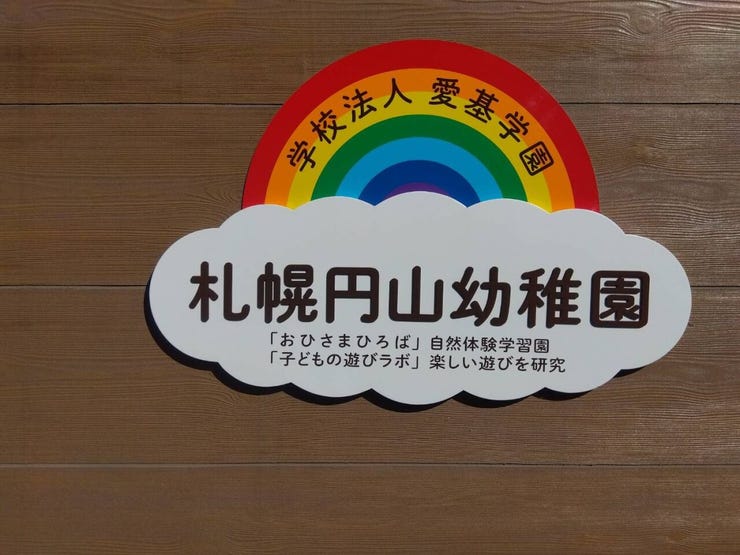 学校法人 愛基学園
札幌円山幼稚園
「おひさまひろば」自然体験学習園
「子どもの遊びラボ」楽しい遊びを研究